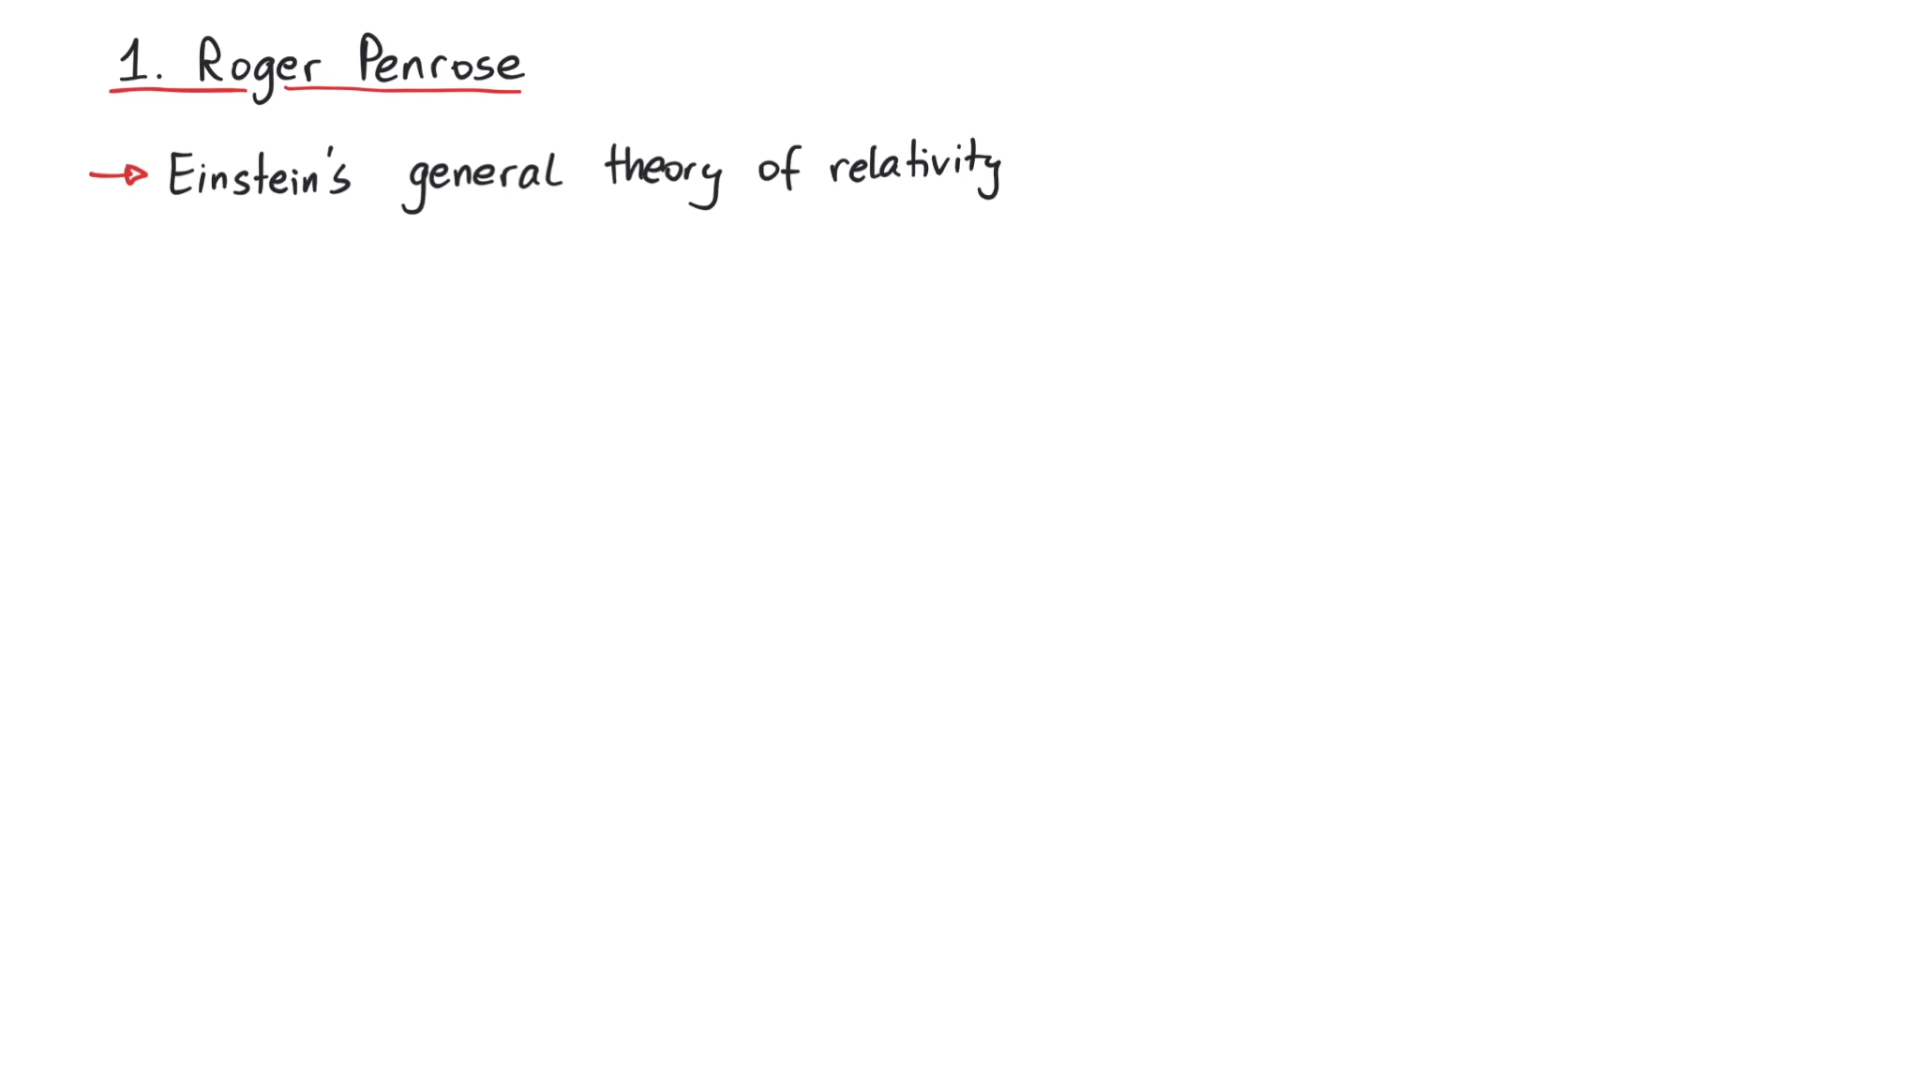 1. Roger Penrose
→ Einstein's general theory of relativity